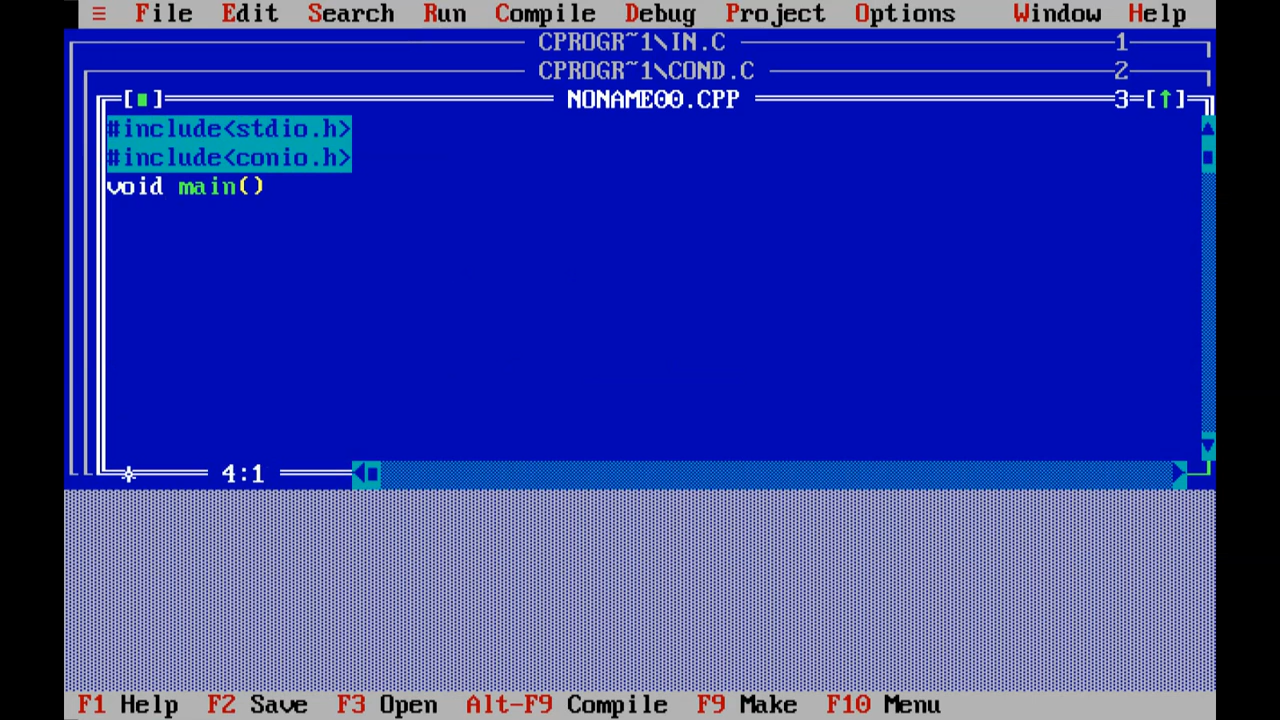 ≡ File Edit Search Run Compile Debug Project Options Window Help
CPROGR~1\IN.C 1
CPROGR~1\COND.C 2
[■] NONAME00.CPP 3=[↑]
#include<stdio.h>
#include<conio.h>
void main()
4:1
F1 Help F2 Save F3 Open Alt-F9 Compile F9 Make F10 Menu